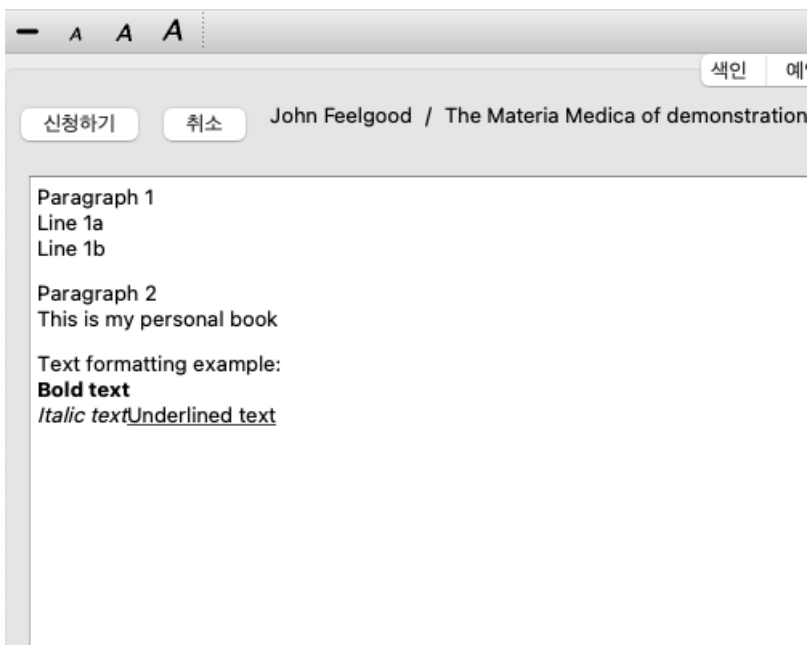 A A A
색인
신청하기 취소 John Feelgood / The Materia Medica of demonstration
Paragraph 1
Line 1a
Line 1b
Paragraph 2
This is my personal book
Text formatting example:
Bold text
Italic textUnderlined text